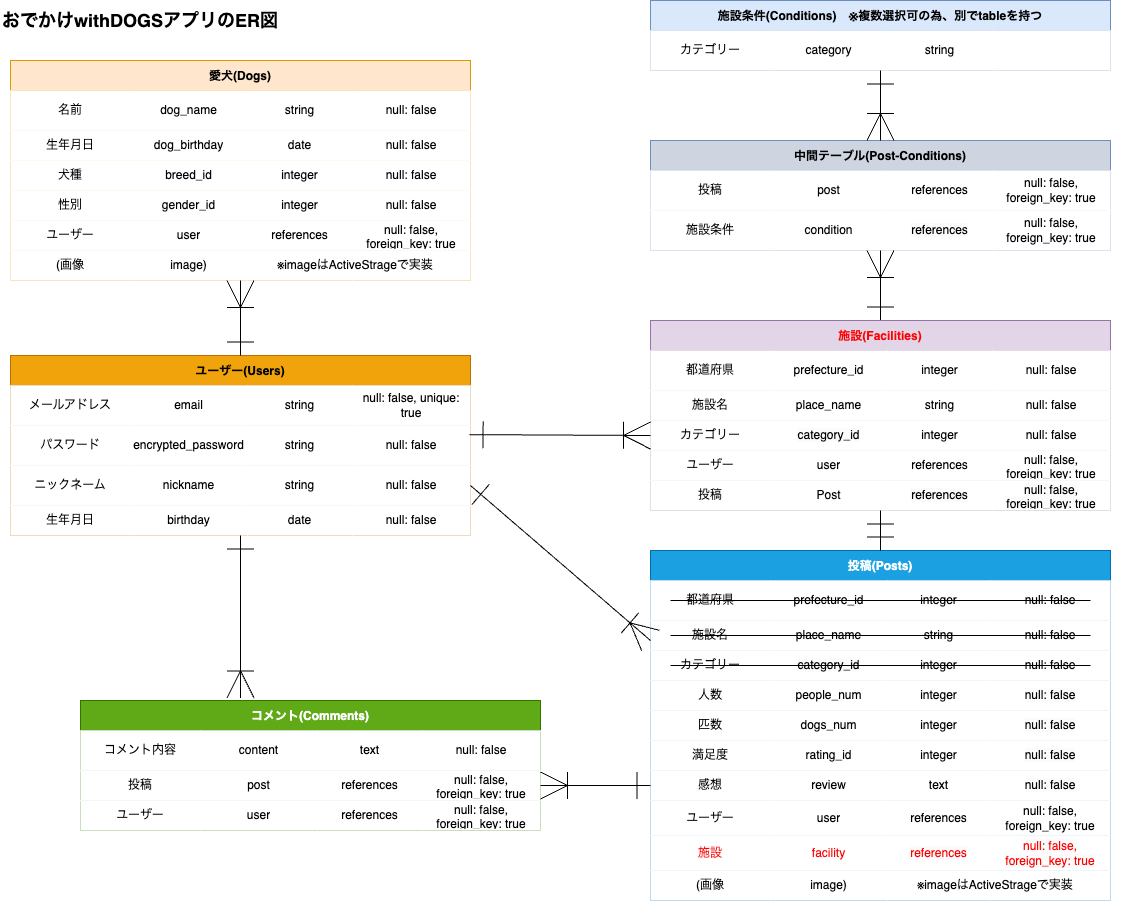 おでかけwithDOGSアプリのER図
愛犬(Dogs)
名前 dog_name string null: false
生年月日 dog_birthday date null: false
犬種 breed_id integer null: false
性別 gender_id integer null: false
ユーザー user references null: false, foreign_key: true
(画像 image) ※imageはActiveStrageで実装
ユーザー(Users)
メールアドレス email string null: false, unique: true
パスワード encrypted_password string null: false
ニックネーム nickname string null: false
生年月日 birthday date null: false
コメント(Comments)
コメント内容 content text null: false
投稿 post references null: false, foreign_key: true
ユーザー user references null: false, foreign_key: true
施設条件(Conditions) ※複数選択可の為、別でtableを持つ
カテゴリー category string
中間テーブル(Post-Conditions)
投稿 post references null: false, foreign_key: true
施設条件 condition references null: false, foreign_key: true
施設(Facilities)
都道府県 prefecture_id integer null: false
施設名 place_name string null: false
カテゴリー category_id integer null: false
ユーザー user references null: false, foreign_key: true
投稿 Post references null: false, foreign_key: true
投稿(Posts)
都道府県 prefecture_id integer null: false
施設名 place_name string null: false
カテゴリー category_id integer null: false
人数 people_num integer null: false
匹数 dogs_num integer null: false
満足度 rating_id integer null: false
感想 review text null: false
ユーザー user references null: false, foreign_key: true
施設 facility references null: false, foreign_key: true
(画像 image) ※imageはActiveStrageで実装